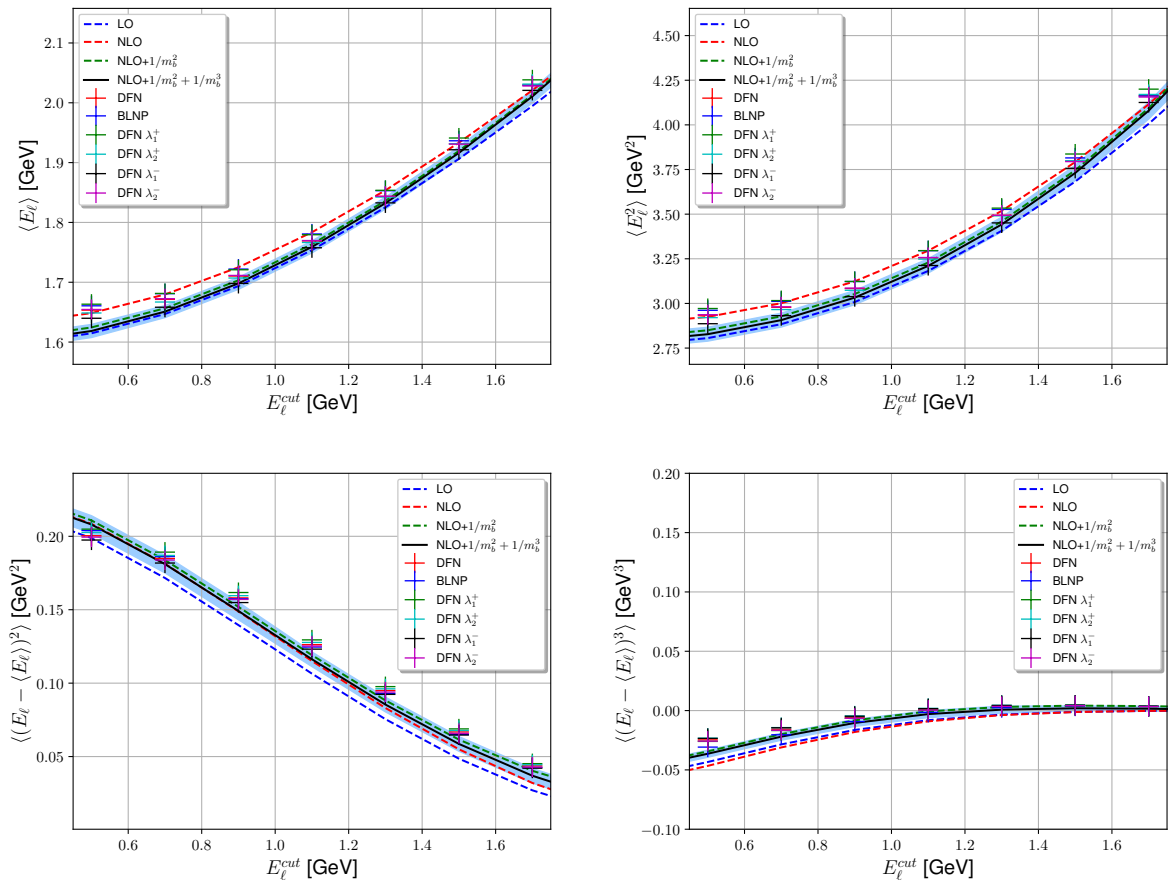 2.1
2.0
1.9
1.8
1.7
1.6
⟨E_ℓ⟩ [GeV]
LO
NLO
NLO+1/m_b^2
NLO+1/m_b^2 + 1/m_b^3
DFN
BLNP
DFN λ_1^+
DFN λ_2^+
DFN λ_1^-
DFN λ_2^-
0.6 0.8 1.0 1.2 1.4 1.6
E_ℓ^{cut} [GeV]
4.50
4.25
4.00
3.75
3.50
3.25
3.00
2.75
⟨E_ℓ^2⟩ [GeV^2]
LO
NLO
NLO+1/m_b^2
NLO+1/m_b^2 + 1/m_b^3
DFN
BLNP
DFN λ_1^+
DFN λ_2^+
DFN λ_1^-
DFN λ_2^-
0.6 0.8 1.0 1.2 1.4 1.6
E_ℓ^{cut} [GeV]
0.20
0.15
0.10
0.05
⟨(E_ℓ − ⟨E_ℓ⟩)^2⟩ [GeV^2]
LO
NLO
NLO+1/m_b^2
NLO+1/m_b^2 + 1/m_b^3
DFN
BLNP
DFN λ_1^+
DFN λ_2^+
DFN λ_1^-
DFN λ_2^-
0.6 0.8 1.0 1.2 1.4 1.6
E_ℓ^{cut} [GeV]
0.20
0.15
0.10
0.05
0.00
−0.05
−0.10
⟨(E_ℓ − ⟨E_ℓ⟩)^3⟩ [GeV^3]
LO
NLO
NLO+1/m_b^2
NLO+1/m_b^2 + 1/m_b^3
DFN
BLNP
DFN λ_1^+
DFN λ_2^+
DFN λ_1^-
DFN λ_2^-
0.6 0.8 1.0 1.2 1.4 1.6
E_ℓ^{cut} [GeV]